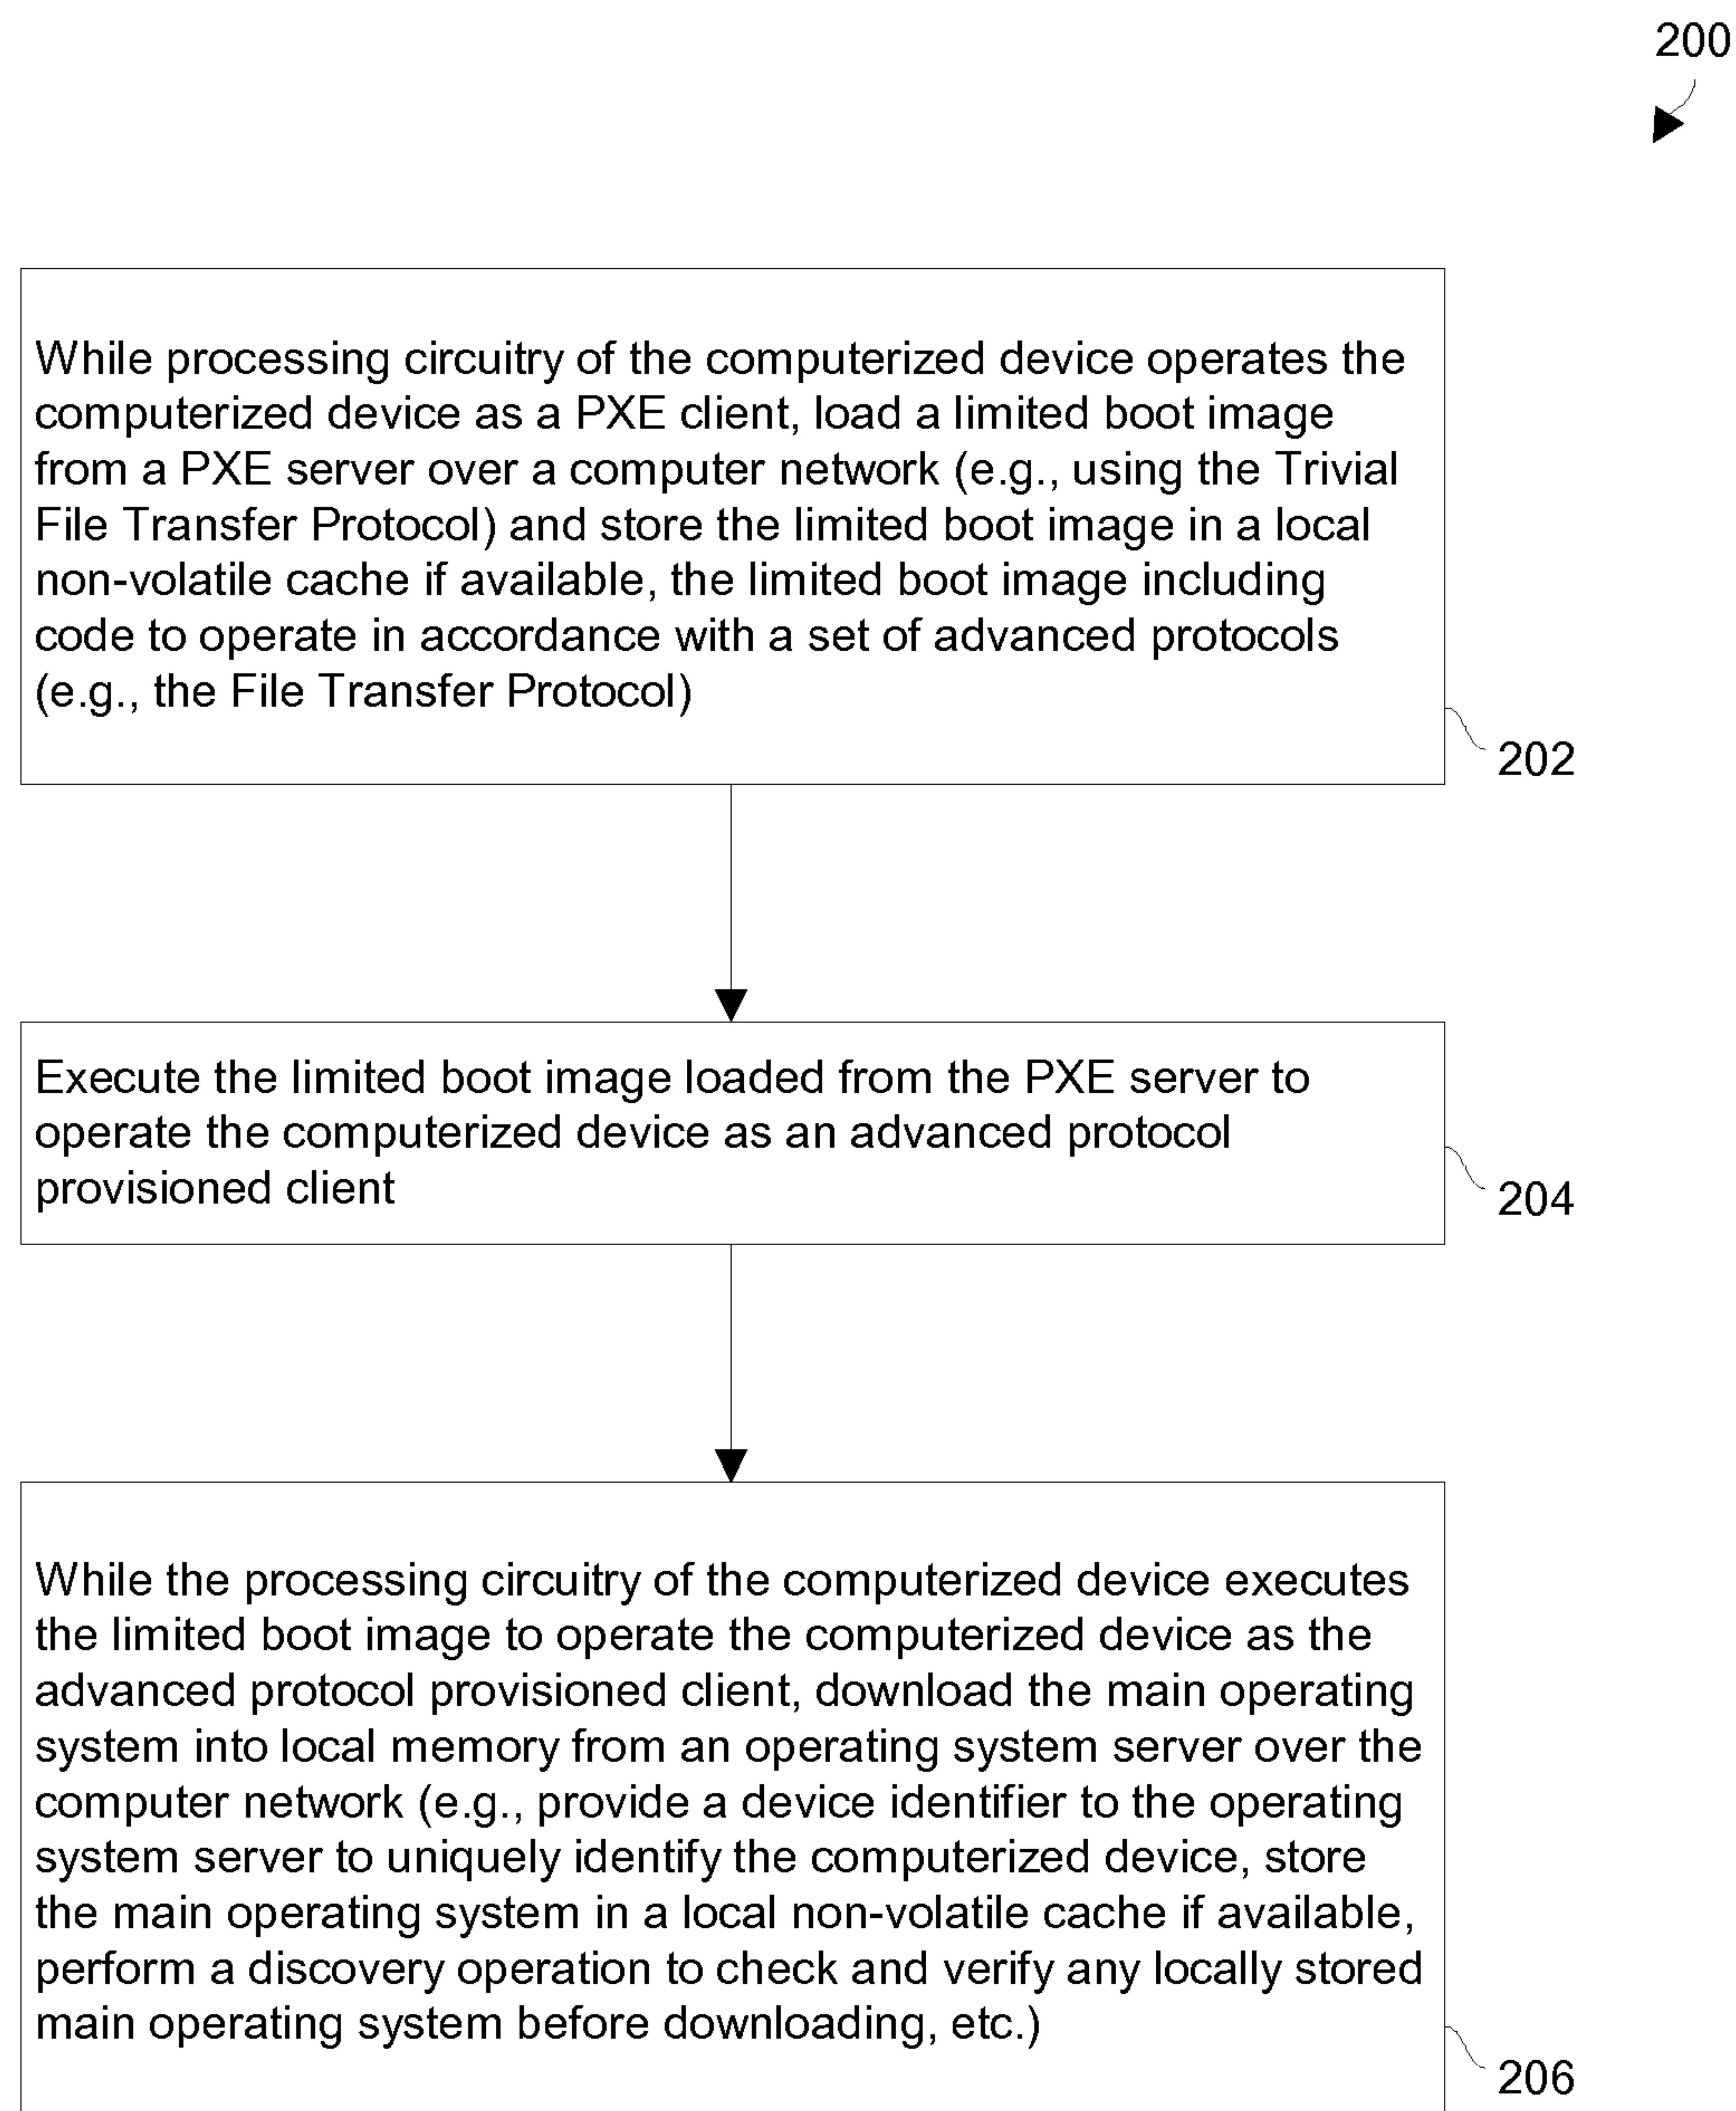 200
While processing circuitry of the computerized device operates the
computerized device as a PXE client, load a limited boot image
from a PXE server over a computer network (e.g., using the Trivial
File Transfer Protocol) and store the limited boot image in a local
non-volatile cache if available, the limited boot image including
code to operate in accordance with a set of advanced protocols
(e.g., the File Transfer Protocol)
202
Execute the limited boot image loaded from the PXE server to
operate the computerized device as an advanced protocol
provisioned client
204
While the processing circuitry of the computerized device executes
the limited boot image to operate the computerized device as the
advanced protocol provisioned client, download the main operating
system into local memory from an operating system server over the
computer network (e.g., provide a device identifier to the operating
system server to uniquely identify the computerized device, store
the main operating system in a local non-volatile cache if available,
perform a discovery operation to check and verify any locally stored
main operating system before downloading, etc.)
206